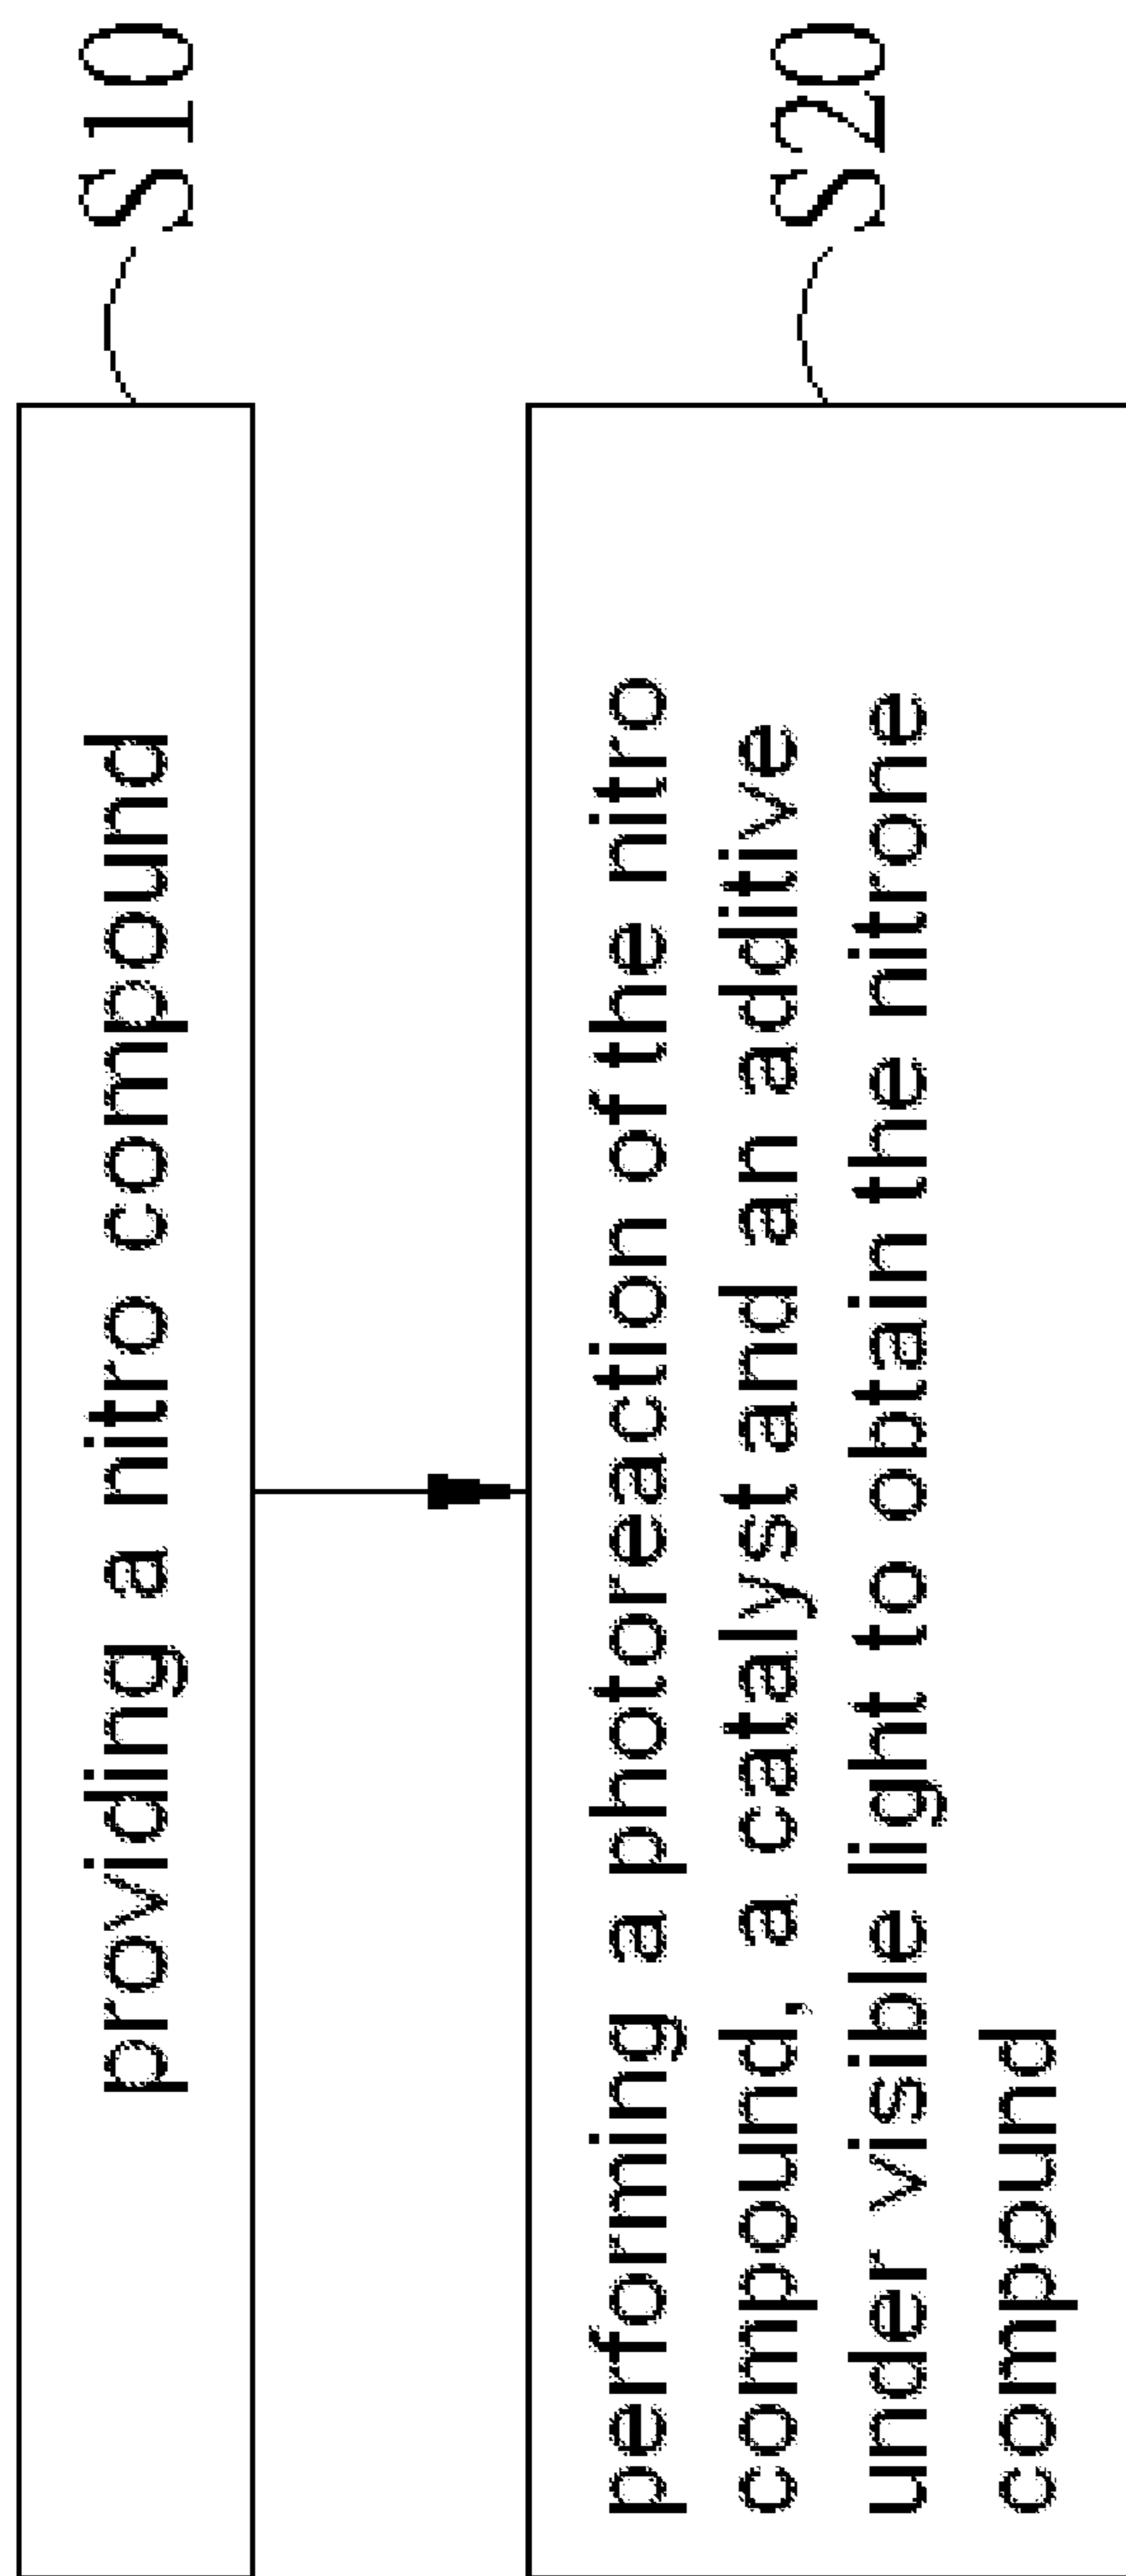 providing a nitro compound
S10
performing a photoreaction of the nitro
compound, a catalyst and an additive
under visible light to obtain the nitrone
compound
S20